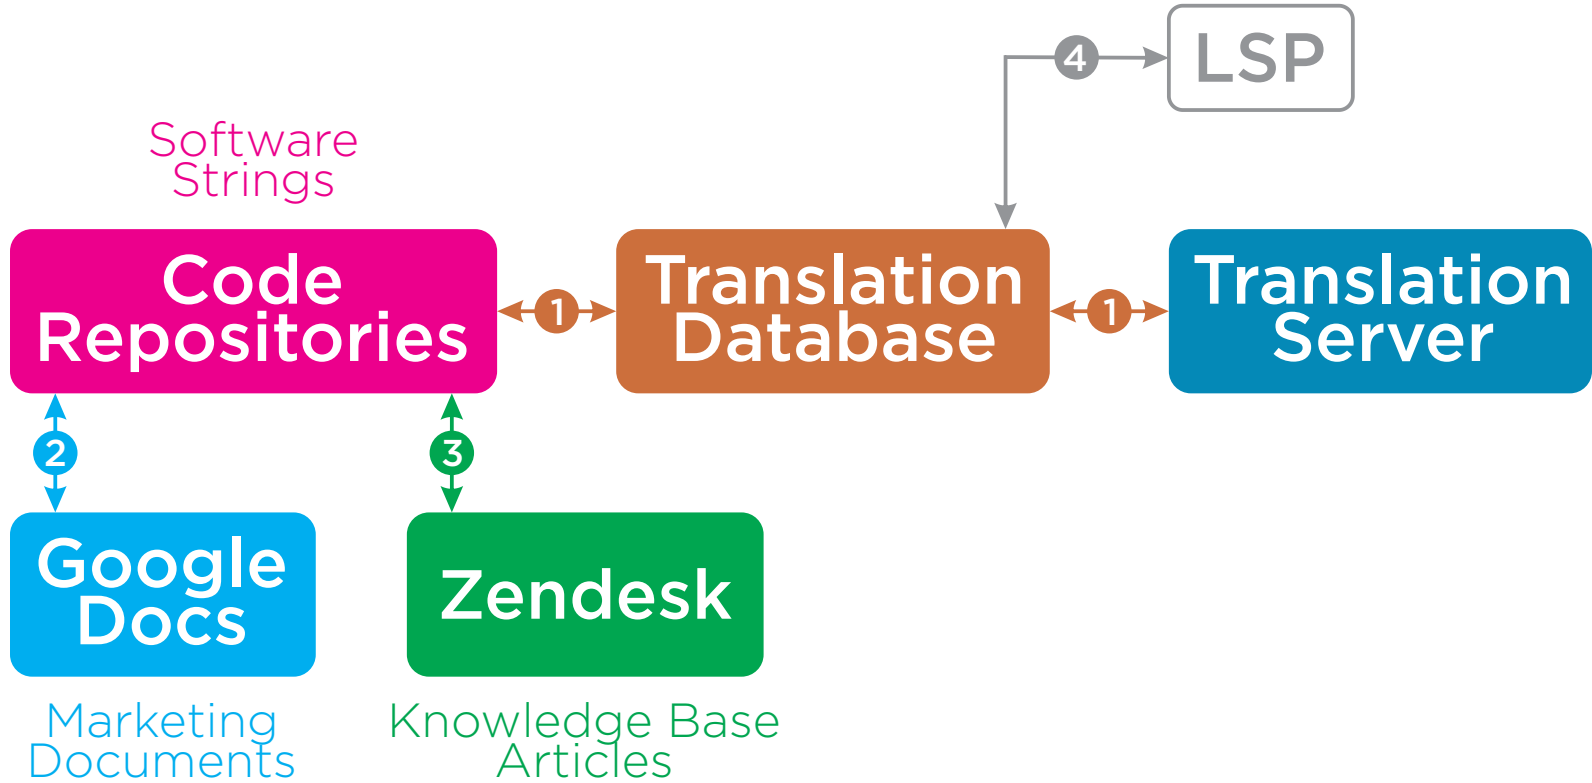 4
LSP
Software
Strings
Code
Repositories
1
Translation
Database
1
Translation
Server
2
3
Google
Docs
Zendesk
Marketing
Documents
Knowledge Base
Articles